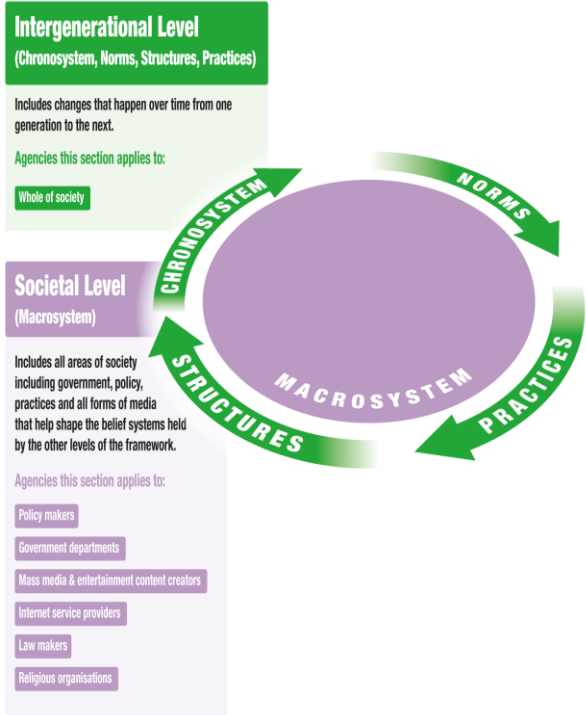 Intergenerational Level
(Chronosystem, Norms, Structures, Practices)
Includes changes that happen over time from one
generation to the next.
Agencies this section applies to:
Whole of society
Societal Level
(Macrosystem)
Includes all areas of society
including government, policy,
practices and all forms of media
that help shape the belief systems held
by the other levels of the framework.
Agencies this section applies to:
Policy makers
Government departments
Mass media & entertainment content creators
Internet service providers
Law makers
Religious organisations
CHRONOSYSTEM
NORMS
PRACTICES
STRUCTURES
MACROSYSTEM